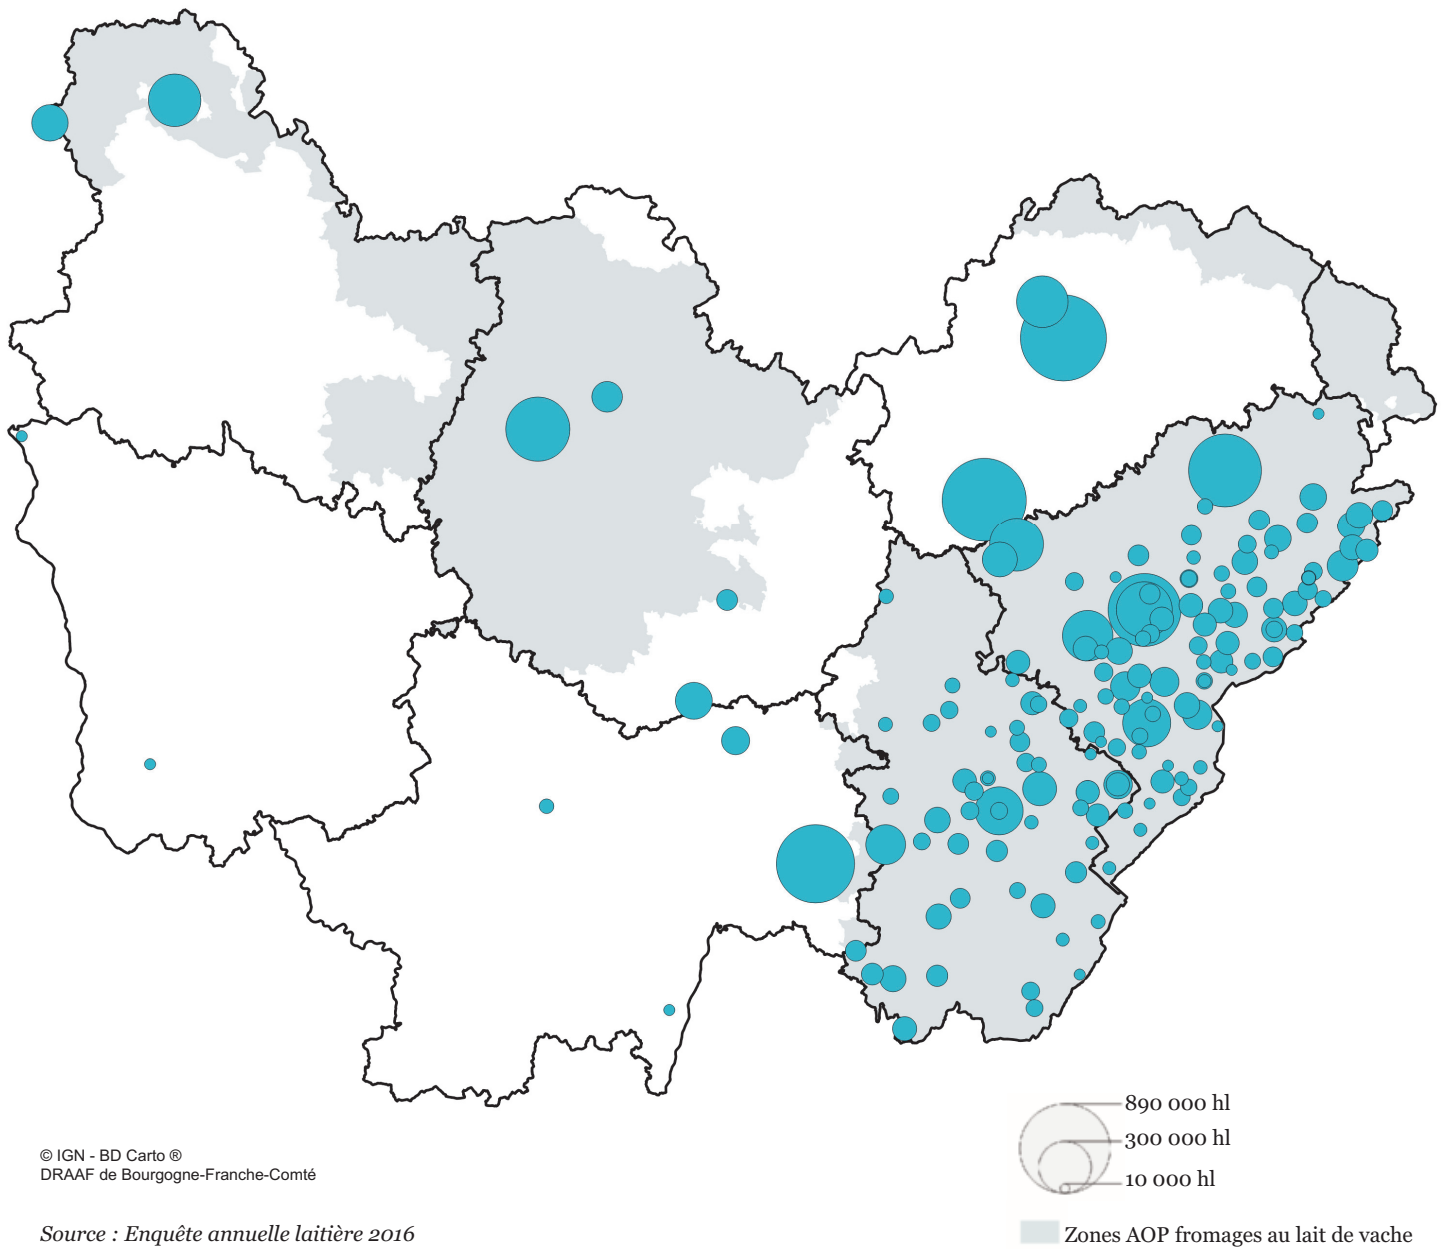 890 000 hl
300 000 hl
10 000 hl
© IGN - BD Carto ®
DRAAF de Bourgogne-Franche-Comté
Source : Enquête annuelle laitière 2016
Zones AOP fromages au lait de vache